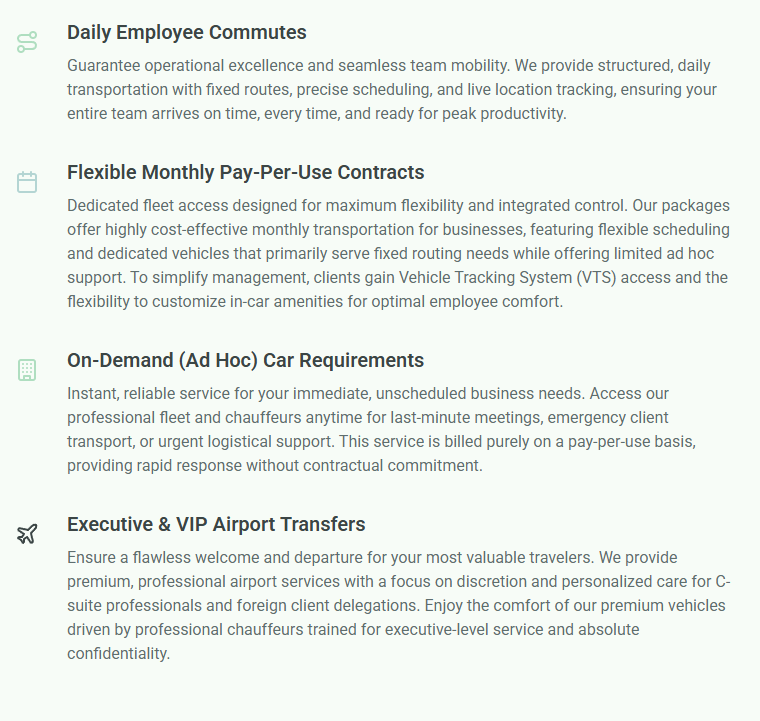 Daily Employee Commutes
Guarantee operational excellence and seamless team mobility. We provide structured, daily
transportation with fixed routes, precise scheduling, and live location tracking, ensuring your
entire team arrives on time, every time, and ready for peak productivity.
Flexible Monthly Pay-Per-Use Contracts
Dedicated fleet access designed for maximum flexibility and integrated control. Our packages
offer highly cost-effective monthly transportation for businesses, featuring flexible scheduling
and dedicated vehicles that primarily serve fixed routing needs while offering limited ad hoc
support. To simplify management, clients gain Vehicle Tracking System (VTS) access and the
flexibility to customize in-car amenities for optimal employee comfort.
On-Demand (Ad Hoc) Car Requirements
Instant, reliable service for your immediate, unscheduled business needs. Access our
professional fleet and chauffeurs anytime for last-minute meetings, emergency client
transport, or urgent logistical support. This service is billed purely on a pay-per-use basis,
providing rapid response without contractual commitment.
Executive & VIP Airport Transfers
Ensure a flawless welcome and departure for your most valuable travelers. We provide
premium, professional airport services with a focus on discretion and personalized care for C-
suite professionals and foreign client delegations. Enjoy the comfort of our premium vehicles
driven by professional chauffeurs trained for executive-level service and absolute
confidentiality.